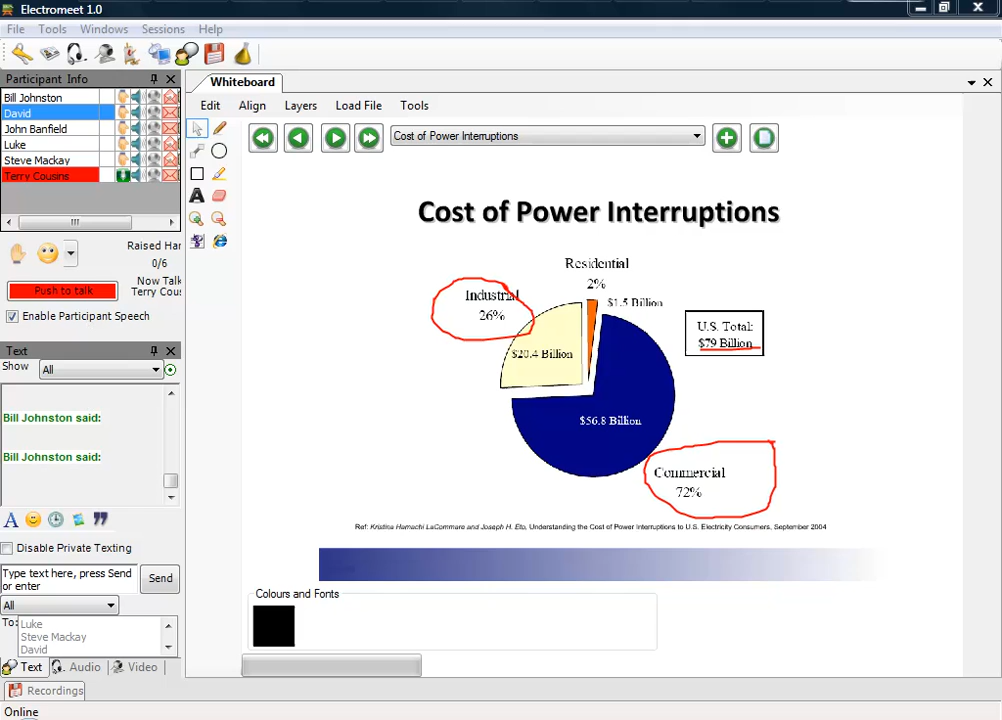 Electromeet 1.0
File Tools Windows Sessions Help
Participant Info
Bill Johnston
David
John Banfield
Luke
Steve Mackay
Terry Cousins
Raised Har
0/6
Now Talk
Terry Cous
Push to talk
Enable Participant Speech
Text
Show All
Bill Johnston said:
Bill Johnston said:
A
Disable Private Texting
Type text here, press Send
or enter
Send
All
To: Luke
Steve Mackay
David
Text Audio Video
Recordings
Online
Whiteboard
Edit Align Layers Load File Tools
A
Cost of Power Interruptions
Cost of Power Interruptions
Residential
2%
$1.5 Billion
Industrial
26%
$20.4 Billion
U.S. Total:
$79 Billion
$56.8 Billion
Commercial
72%
Ref: Kristina Hamachi LaCommare and Joseph H. Eto, Understanding the Cost of Power Interruptions to U.S. Electricity Consumers, September 2004
Colours and Fonts